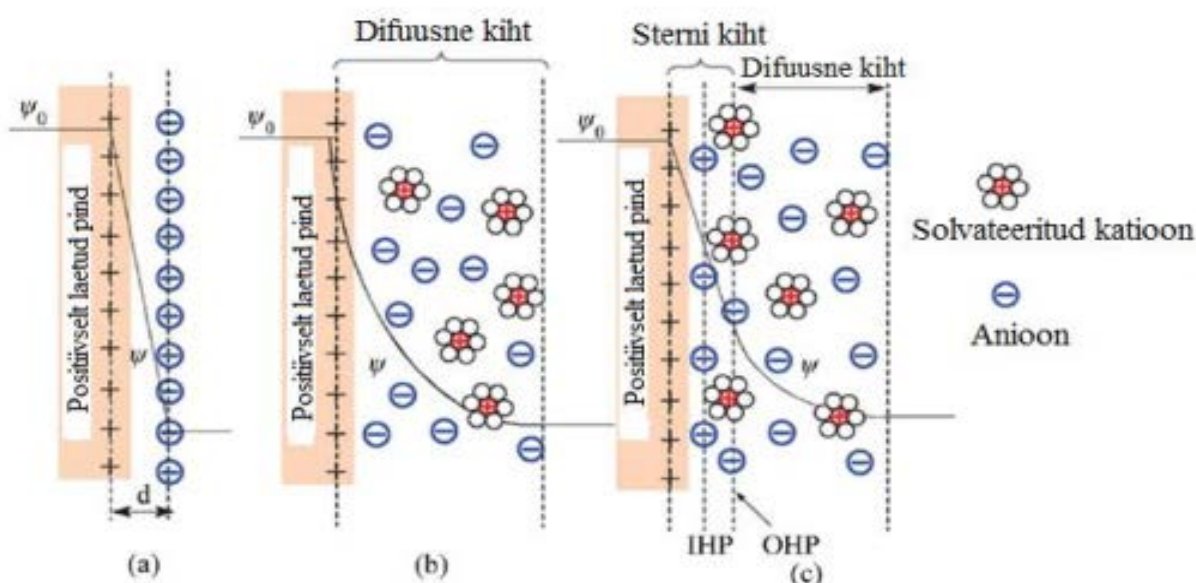 Difuusne kiht
Sterni kiht
Difuusne kiht
ψ₀
Positiivselt laetud pind
ψ
d
(a)
ψ₀
Positiivselt laetud pind
ψ
(b)
ψ₀
Positiivselt laetud pind
ψ
IHP
OHP
(c)
Solvateeritud katioon
Anioon